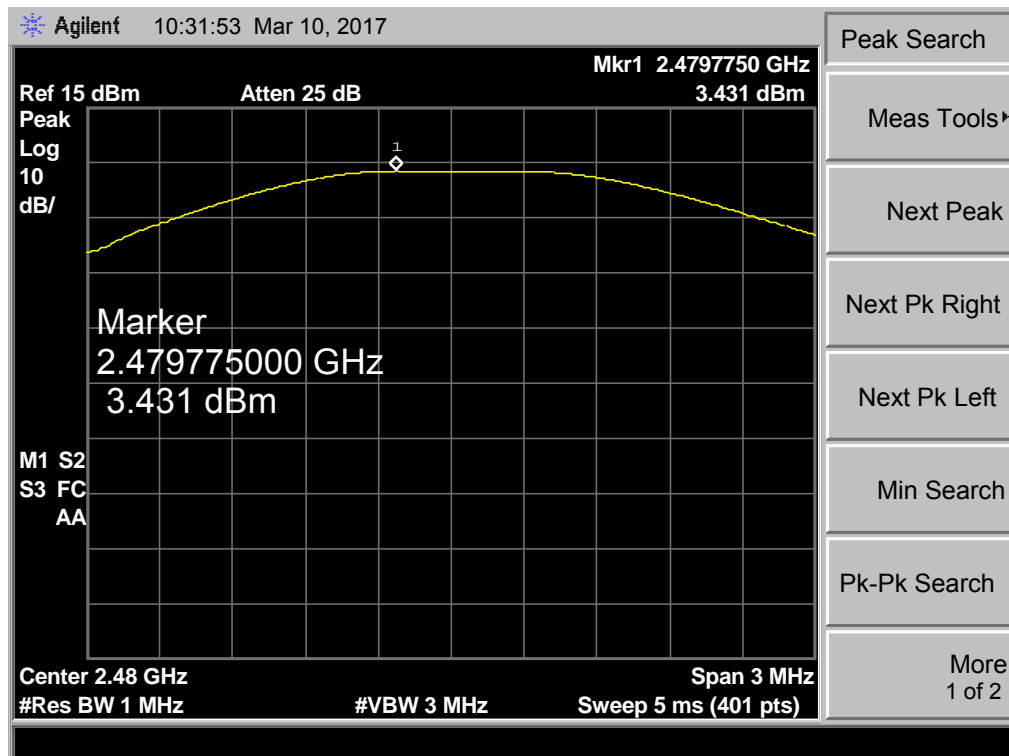 Agilent 10:31:53 Mar 10, 2017
Peak Search
Mkr1 2.4797750 GHz
Ref 15 dBm Atten 25 dB 3.431 dBm
Peak
Log
10
dB/
1
Marker
2.479775000 GHz
3.431 dBm
M1 S2
S3 FC
AA
Center 2.48 GHz Span 3 MHz
#Res BW 1 MHz #VBW 3 MHz Sweep 5 ms (401 pts)
Meas Tools
Next Peak
Next Pk Right
Next Pk Left
Min Search
Pk-Pk Search
More
1 of 2